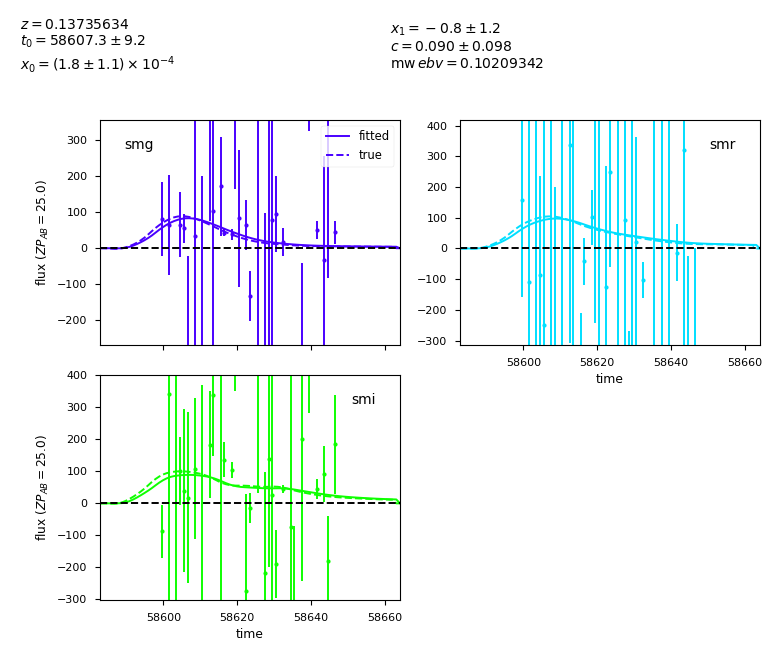 z = 0.13735634
t₀ = 58607.3 ± 9.2
x₀ = (1.8 ± 1.1) × 10⁻⁴
x₁ = −0.8 ± 1.2
c = 0.090 ± 0.098
mw ebv = 0.10209342
smg
fitted
true
300
200
100
0
−100
−200
flux (ZP_AB = 25.0)
smr
400
300
200
100
0
−100
−200
−300
58600 58620 58640 58660
time
smi
400
300
200
100
0
−100
−200
−300
flux (ZP_AB = 25.0)
58600 58620 58640 58660
time